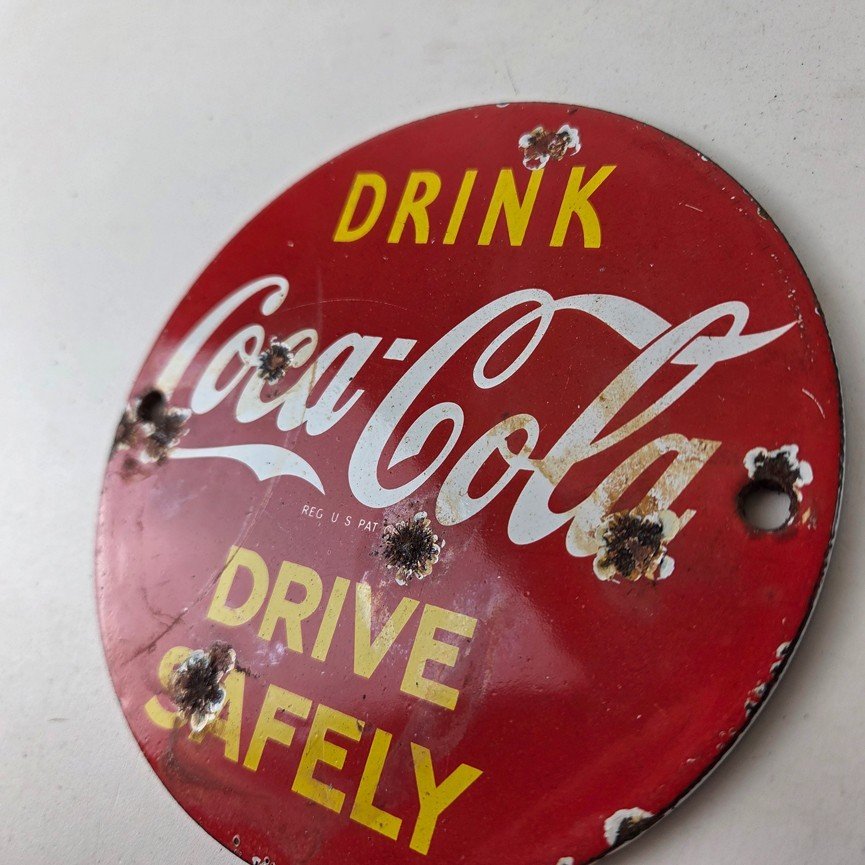 DRINK
Coca-Cola
REG U S PAT
DRIVE
SAFELY